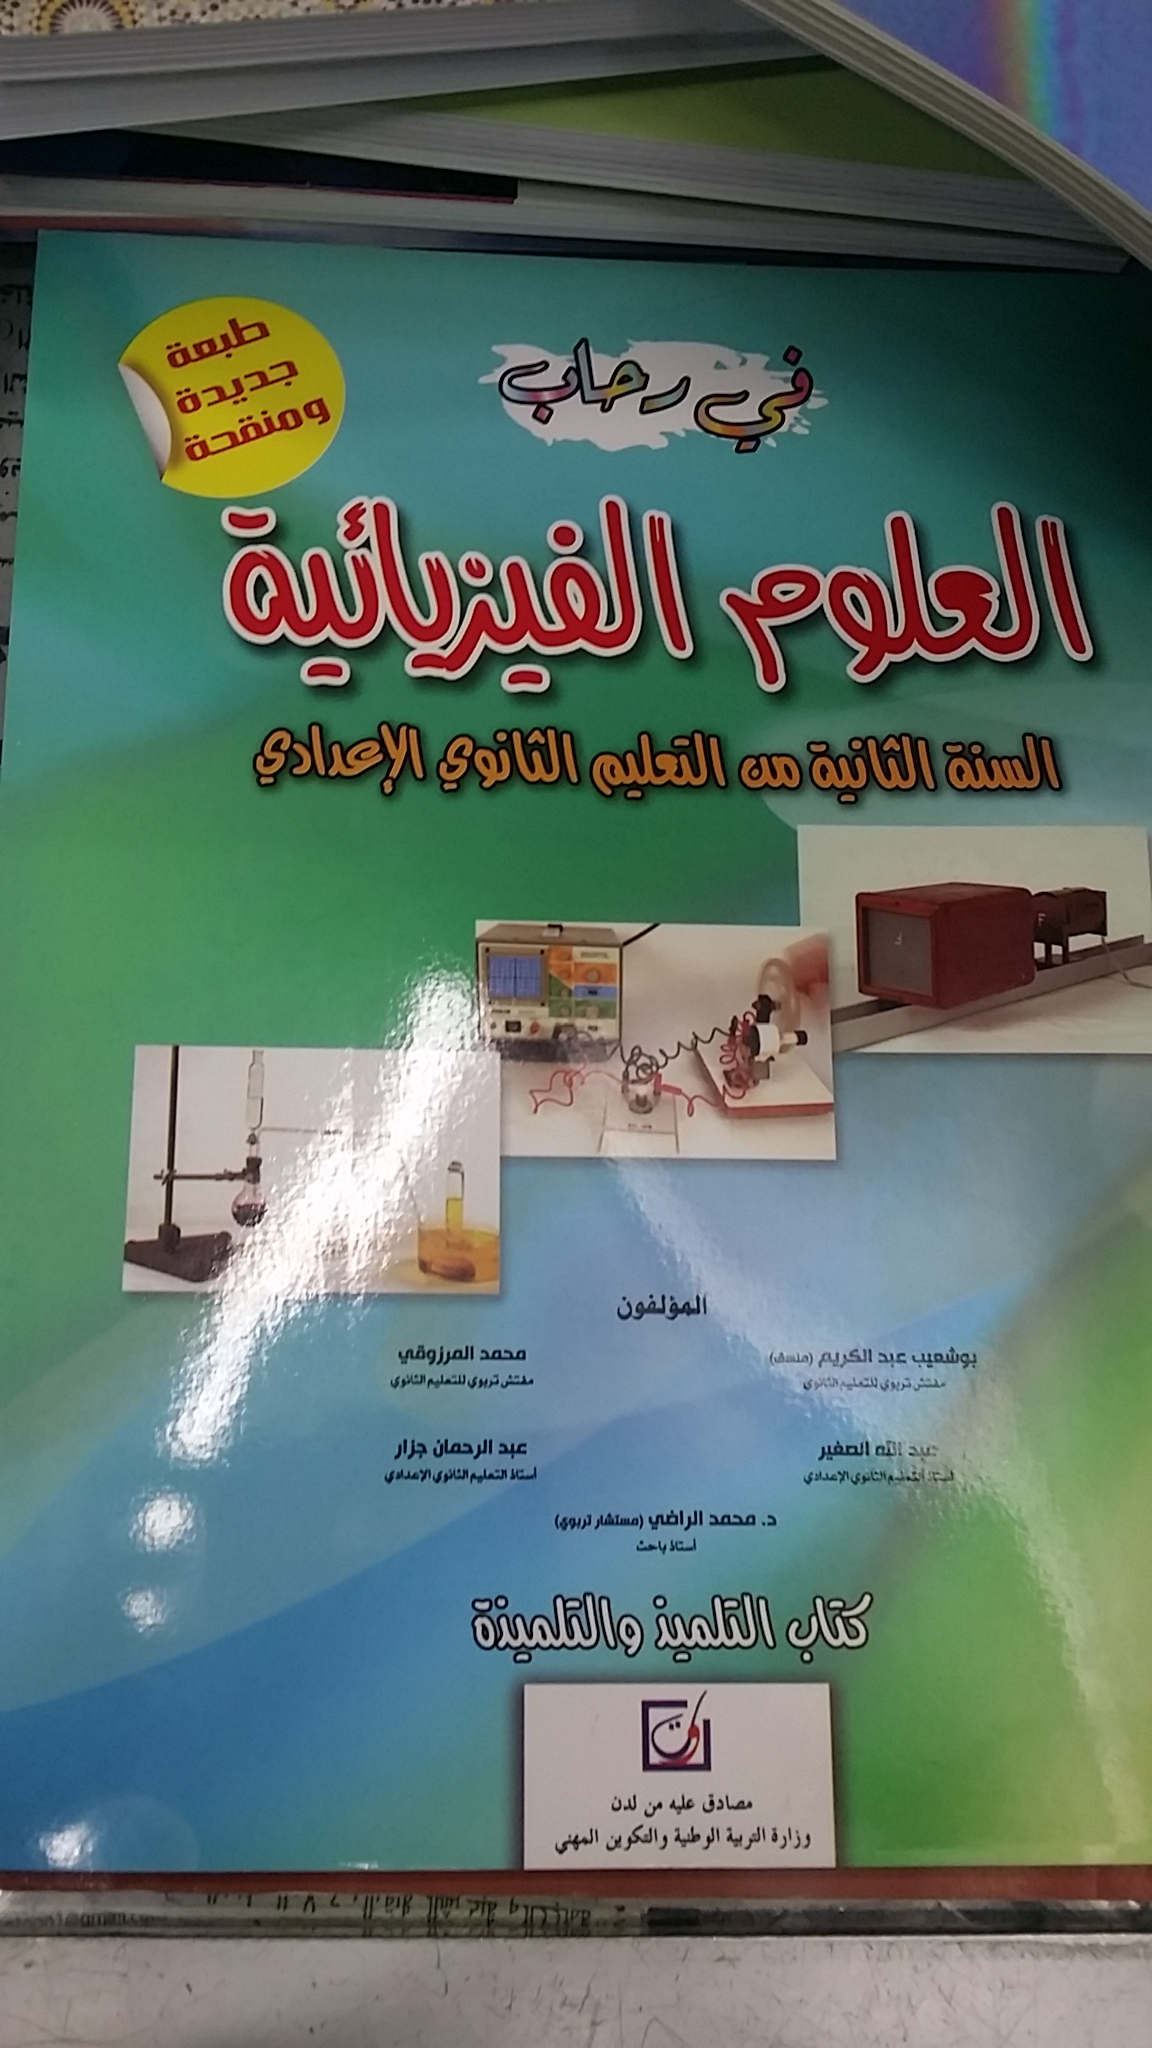 طبعة
جديدة
ومنقحة
في رحاب
العلوم الفيزيائية
السنة الثانية من التعليم الثانوي الإعدادي
المؤلفون
بوشعيب عبد الكريم (منسق)
مفتش تربوي للتعليم الثانوي
محمد المرزوقي
مفتش تربوي للتعليم الثانوي
عبد الله الصغير
أستاذ التعليم الثانوي الإعدادي
عبد الرحمان جزار
أستاذ التعليم الثانوي الإعدادي
د. محمد الراضي (مستشار تربوي)
أستاذ باحث
كتاب التلميذ والتلميذة
مصادق عليه من لدن
وزارة التربية الوطنية والتكوين المهني